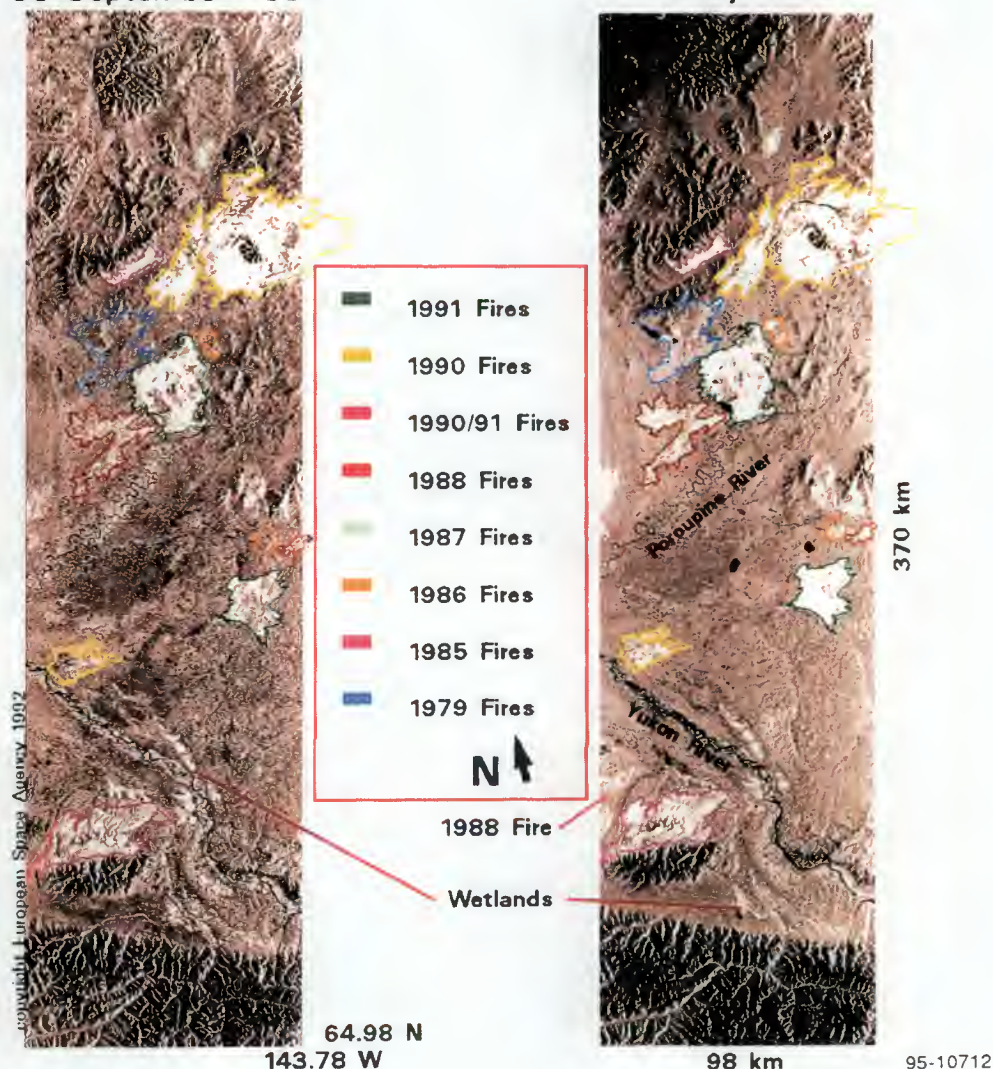 1991 Fires
1990 Fires
1990/91 Fires
1988 Fires
1987 Fires
1986 Fires
1985 Fires
1979 Fires
N
Poroupine River
370 km
Yukon River
1988 Fire
Wetlands
copyright European Space Agency 1992
64.98 N
143.78 W
98 km
95-10712